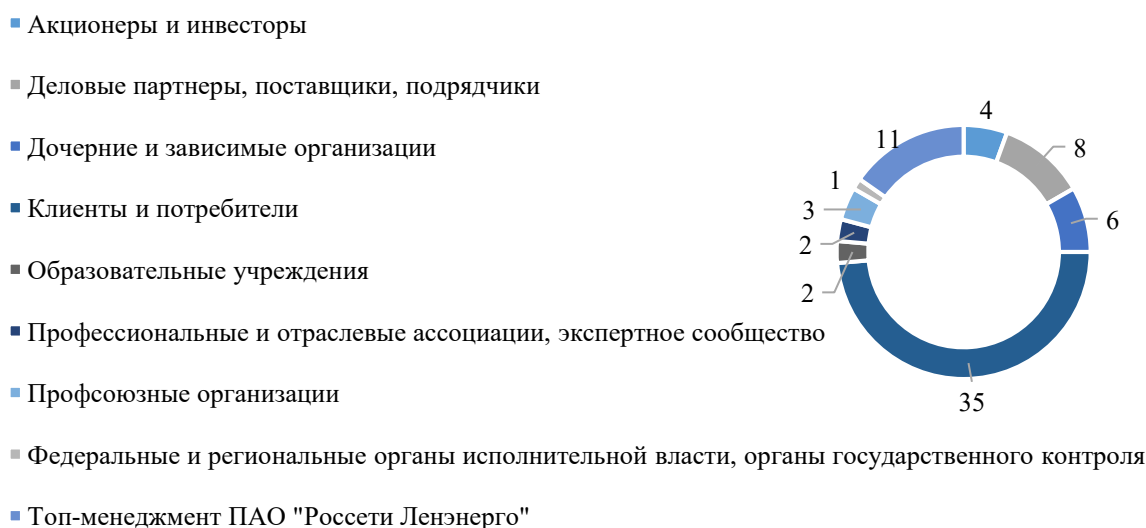 Акционеры и инвесторы
Деловые партнеры, поставщики, подрядчики
Дочерние и зависимые организации
Клиенты и потребители
Образовательные учреждения
Профессиональные и отраслевые ассоциации, экспертное сообщество
Профсоюзные организации
Федеральные и региональные органы исполнительной власти, органы государственного контроля
Топ-менеджмент ПАО "Россети Ленэнерго"
4
8
6
35
2
2
3
1
11